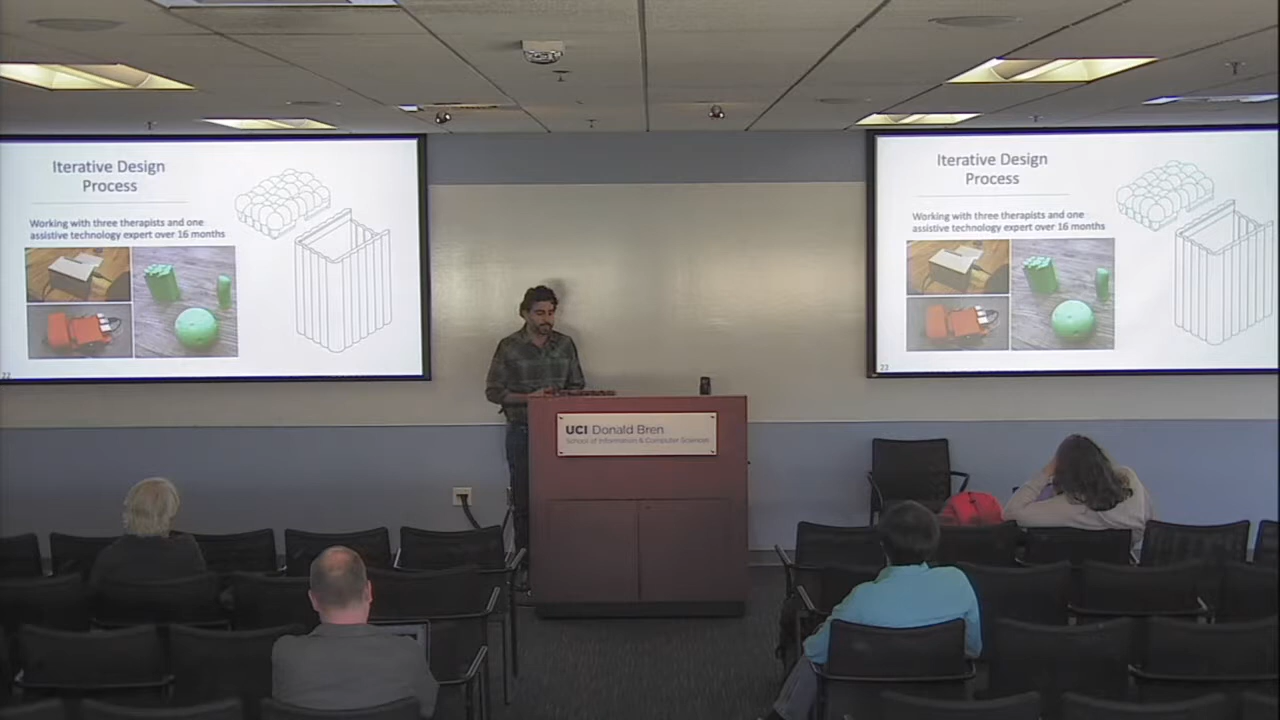 Iterative Design
Process
Working with three therapists and one
assistive technology expert over 16 months
22
Iterative Design
Process
Working with three therapists and one
assistive technology expert over 16 months
22
UCI Donald Bren
School of Information & Computer Sciences